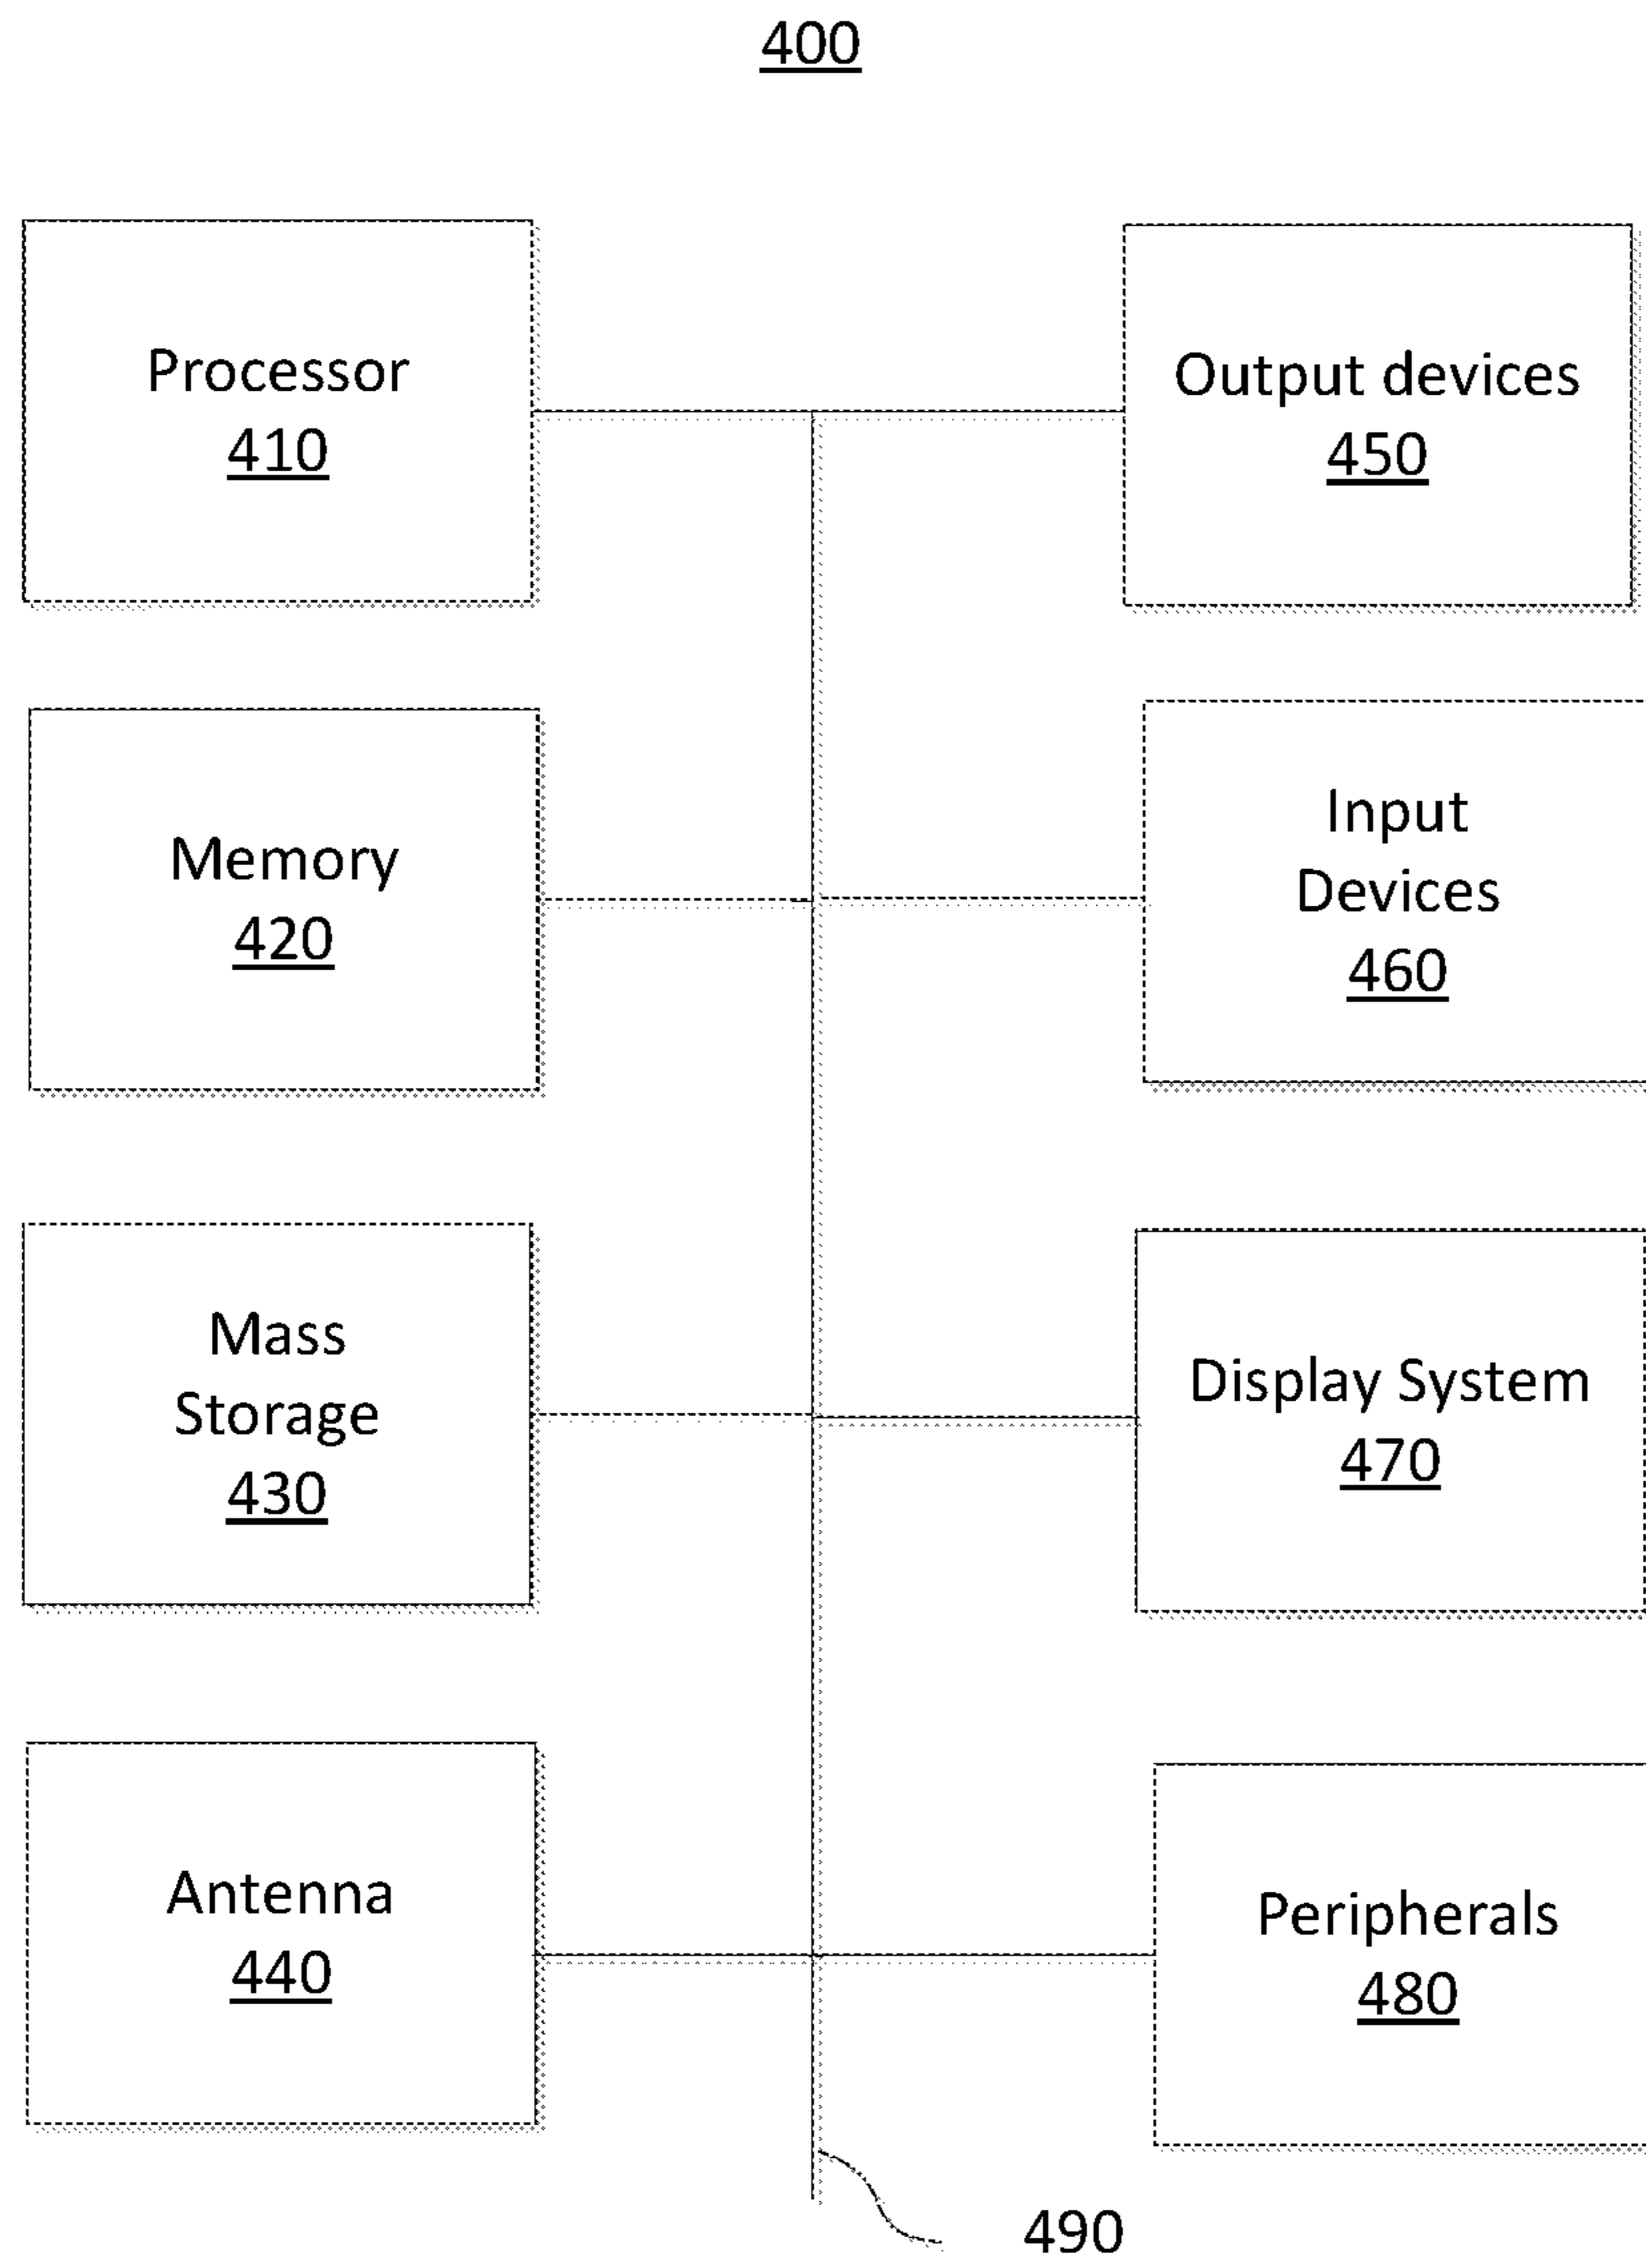 400
Processor
410
Output devices
450
Memory
420
Input
Devices
460
Mass
Storage
430
Display System
470
Antenna
440
Peripherals
480
490